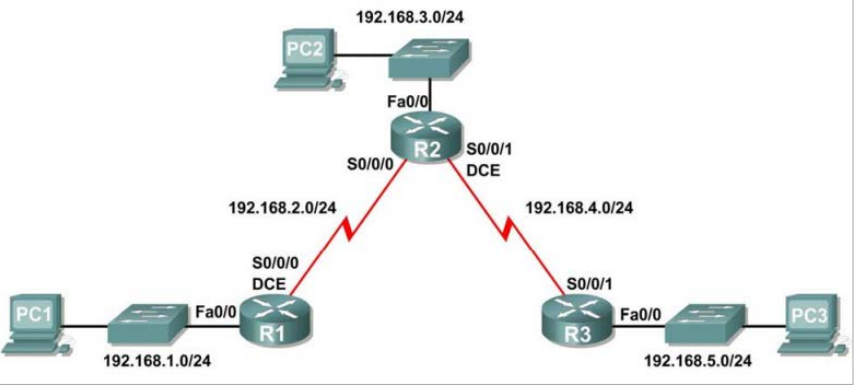 192.168.3.0/24
PC2
Fa0/0
R2
S0/0/1
DCE
S0/0/0
192.168.2.0/24
192.168.4.0/24
S0/0/0
DCE
S0/0/1
PC1
Fa0/0
R1
192.168.1.0/24
R3
Fa0/0
PC3
192.168.5.0/24